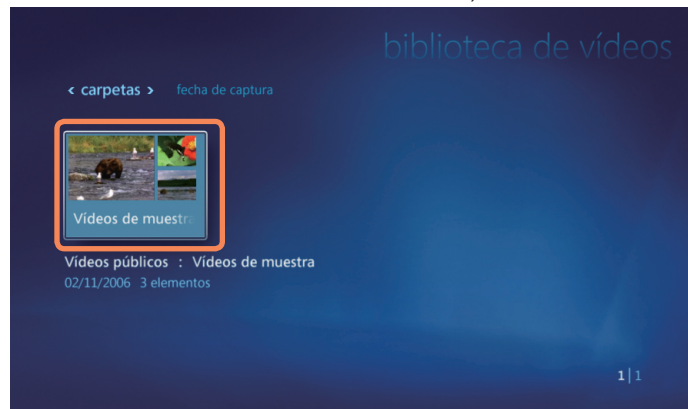 biblioteca de vídeos
< carpetas > fecha de captura
Vídeos de muestra
Vídeos públicos : Vídeos de muestra
02/11/2006 3 elementos
1|1